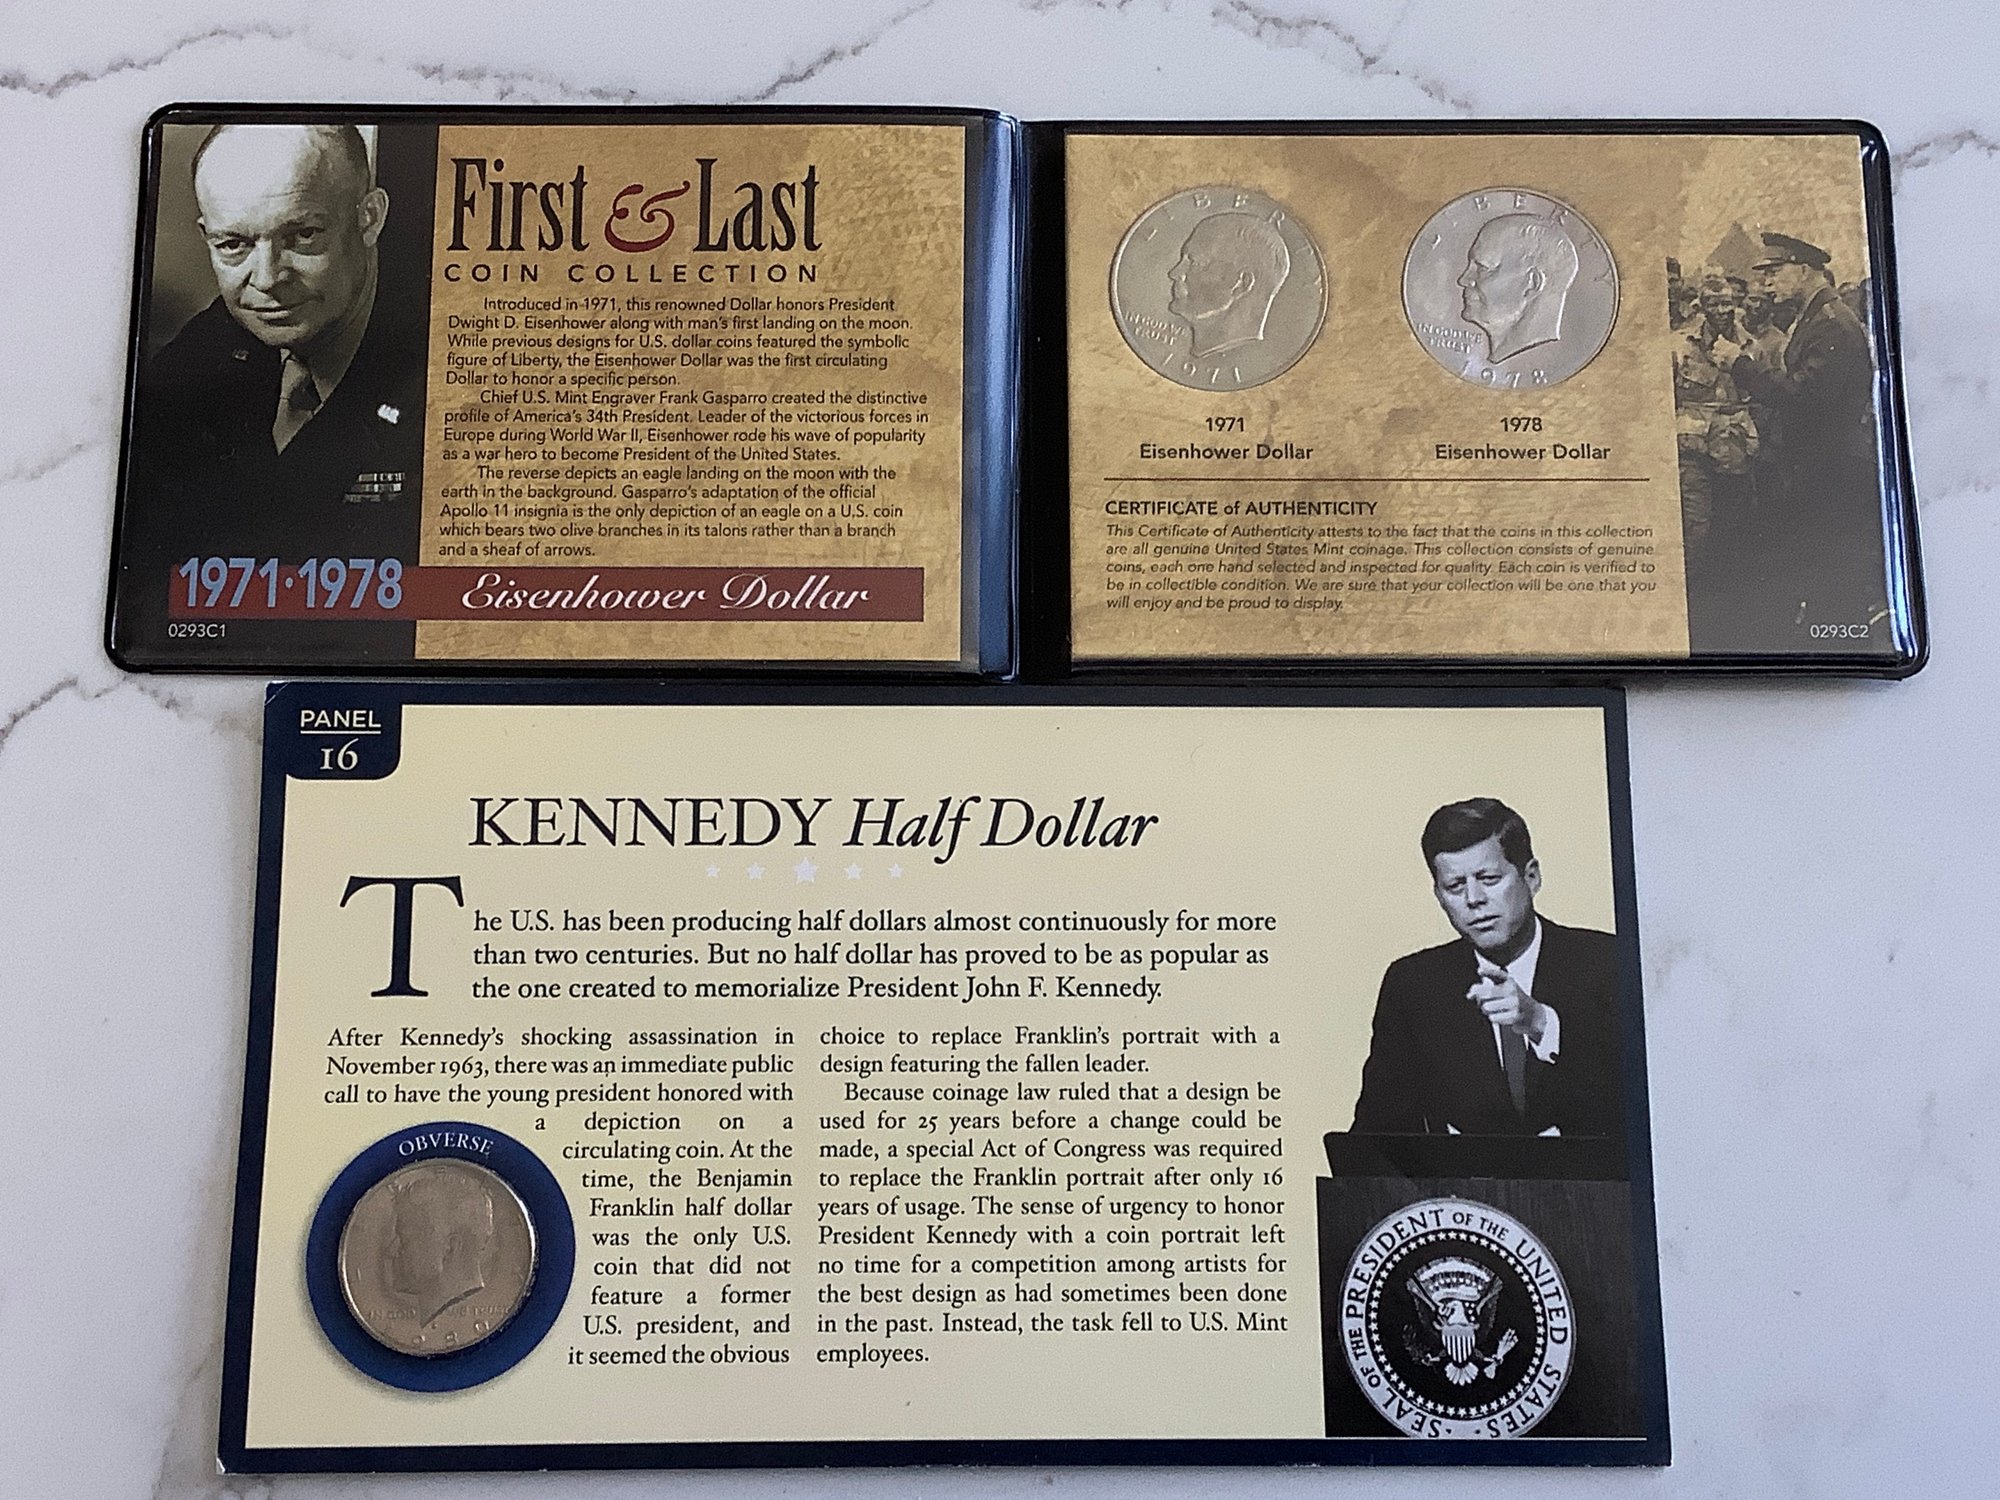 First & Last
COIN COLLECTION
Introduced in 1971, this renowned Dollar honors President
Dwight D. Eisenhower along with man's first landing on the moon.
While previous designs for U.S. dollar coins featured the symbolic
figure of Liberty, the Eisenhower Dollar was the first circulating
Dollar to honor a specific person.
Chief U.S. Mint Engraver Frank Gasparro created the distinctive
profile of America's 34th President. Leader of the victorious forces in
Europe during World War II, Eisenhower rode his wave of popularity
as a war hero to become President of the United States.
The reverse depicts an eagle landing on the moon with the
earth in the background. Gasparro's adaptation of the official
Apollo 11 insignia is the only depiction of an eagle on a U.S. coin
which bears two olive branches in its talons rather than a branch
and a sheaf of arrows.
1971·1978 Eisenhower Dollar
0293C1
LIBERTY
IN GOD WE
TRUST
1971
LIBERTY
IN GOD WE
TRUST
1978
1971
Eisenhower Dollar
1978
Eisenhower Dollar
CERTIFICATE of AUTHENTICITY
This Certificate of Authenticity attests to the fact that the coins in this collection
are all genuine United States Mint coinage. This collection consists of genuine
coins, each one hand selected and inspected for quality. Each coin is verified to
be in collectible condition. We are sure that your collection will be one that you
will enjoy and be proud to display.
0293C2
PANEL
16
KENNEDY Half Dollar
The U.S. has been producing half dollars almost continuously for more
than two centuries. But no half dollar has proved to be as popular as
the one created to memorialize President John F. Kennedy.
After Kennedy's shocking assassination in
November 1963, there was an immediate public
call to have the young president honored with
a depiction on a
circulating coin. At the
time, the Benjamin
Franklin half dollar
was the only U.S.
coin that did not
feature a former
U.S. president, and
it seemed the obvious
choice to replace Franklin's portrait with a
design featuring the fallen leader.
Because coinage law ruled that a design be
used for 25 years before a change could be
made, a special Act of Congress was required
to replace the Franklin portrait after only 16
years of usage. The sense of urgency to honor
President Kennedy with a coin portrait left
no time for a competition among artists for
the best design as had sometimes been done
in the past. Instead, the task fell to U.S. Mint
employees.
OBVERSE
IN GOD WE TRUST
SEAL OF THE PRESIDENT OF THE UNITED STATES